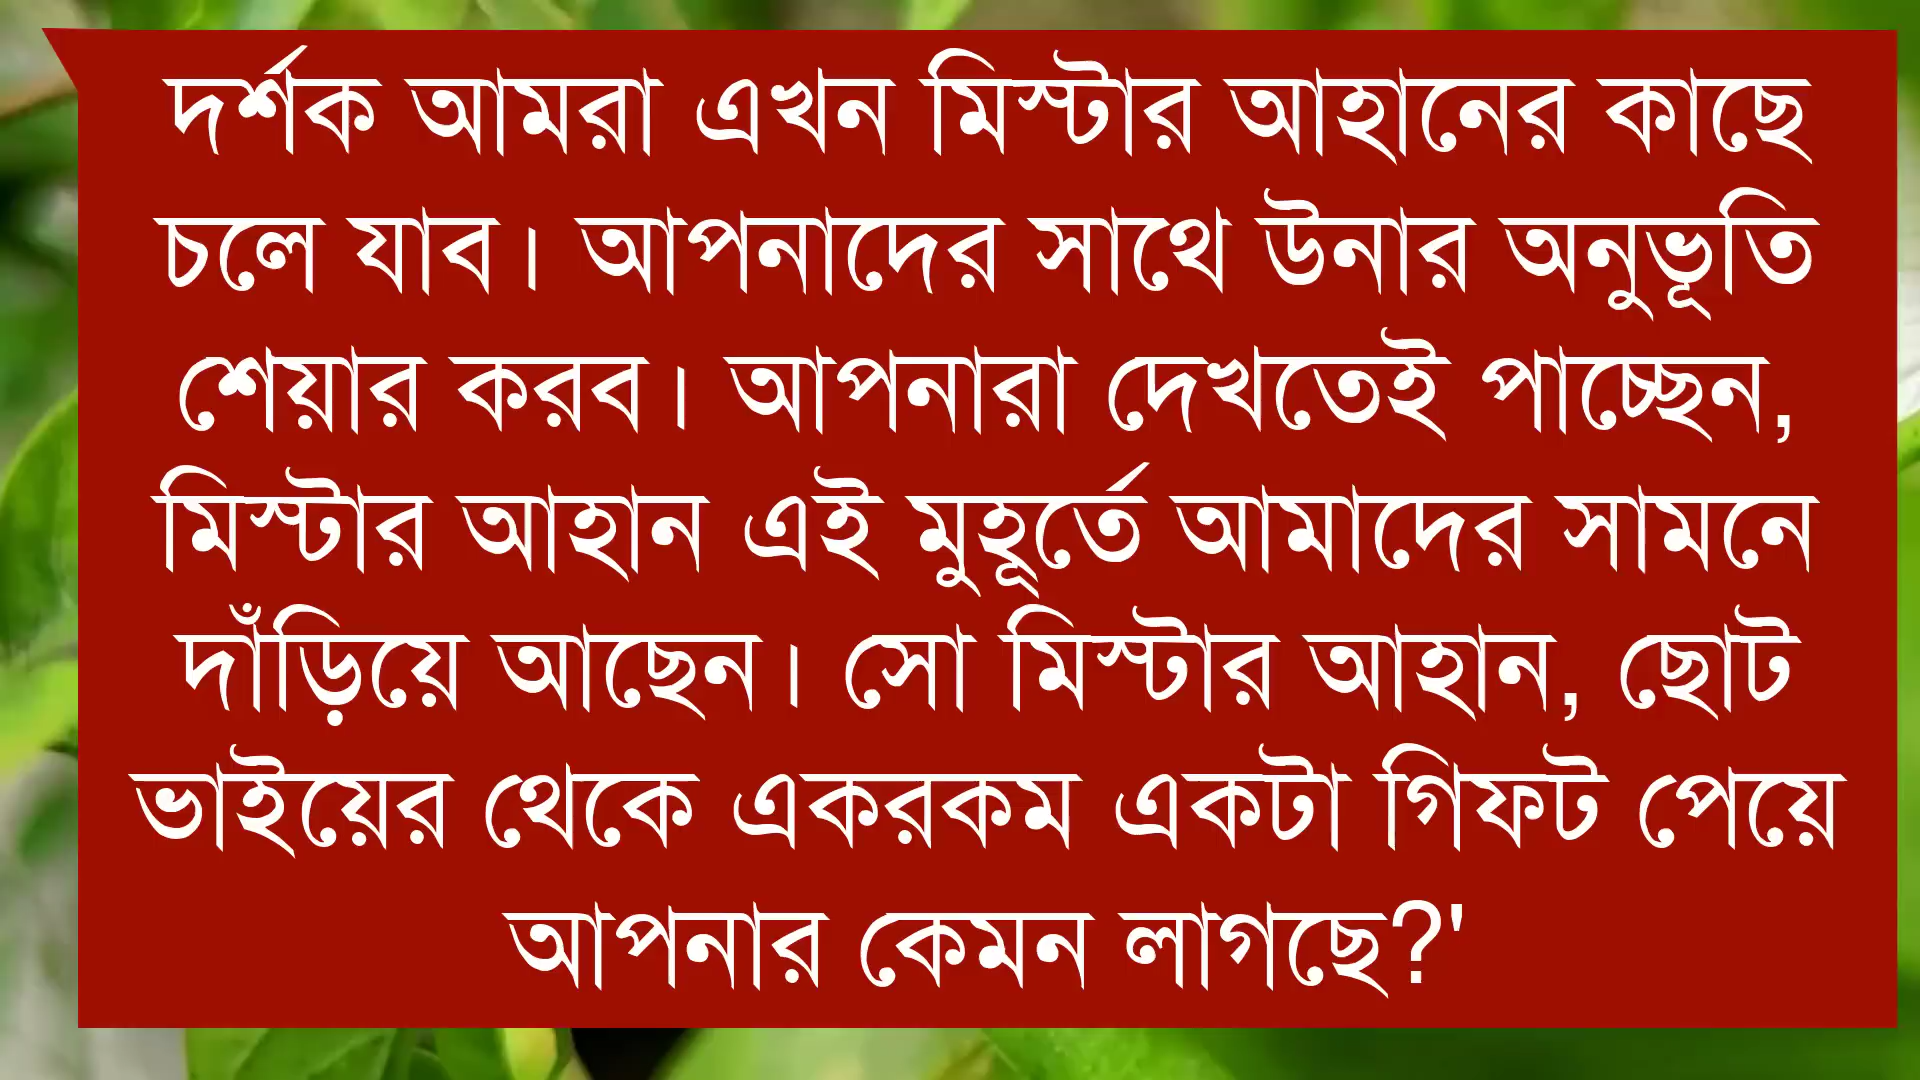 দর্শক আমরা এখন মিস্টার আহানের কাছে
চলে যাব। আপনাদের সাথে উনার অনুভূতি
শেয়ার করব। আপনারা দেখতেই পাচ্ছেন,
মিস্টার আহান এই মুহূর্তে আমাদের সামনে
দাঁড়িয়ে আছেন। সো মিস্টার আহান, ছোট
ভাইয়ের থেকে একরকম একটা গিফট পেয়ে
আপনার কেমন লাগছে?'